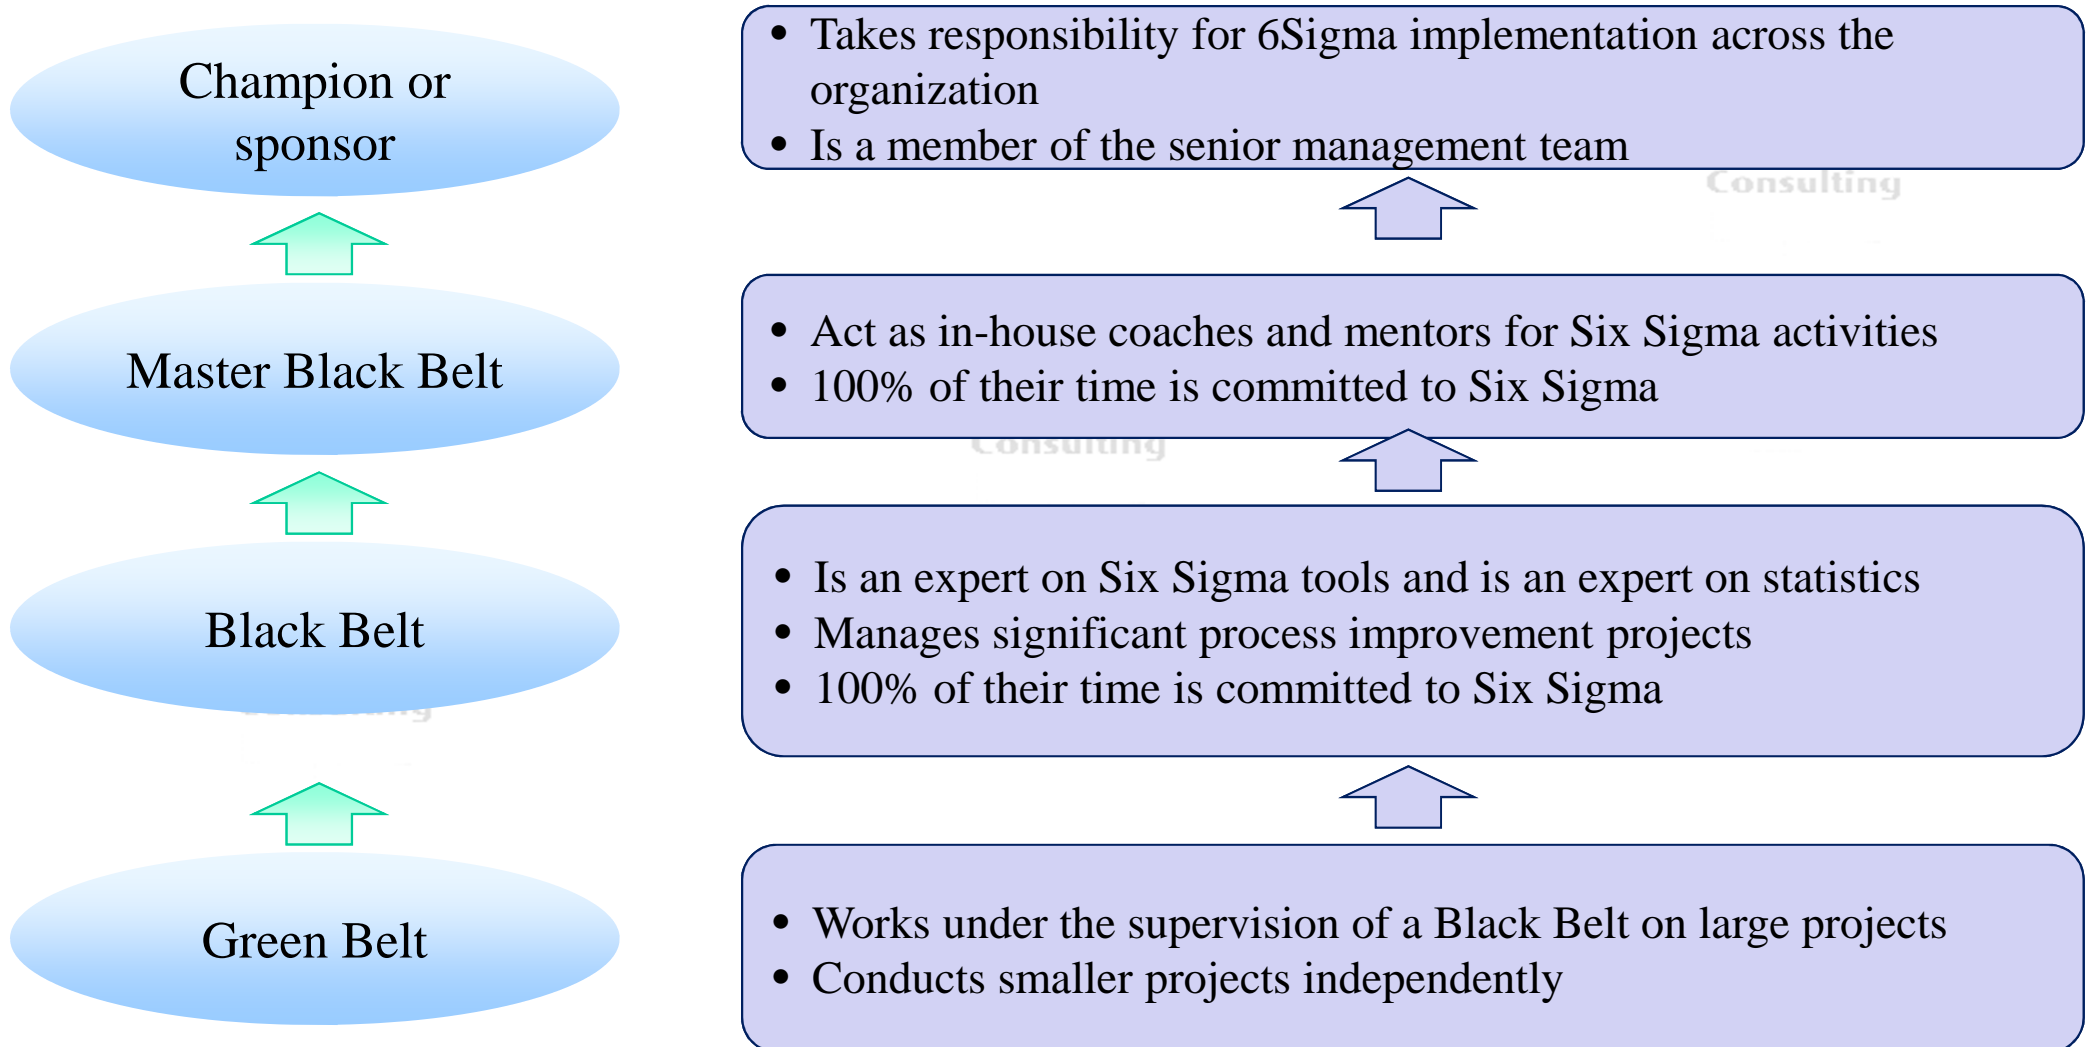 Champion or
sponsor
• Takes responsibility for 6Sigma implementation across the
organization
• Is a member of the senior management team
Consulting
Master Black Belt
• Act as in-house coaches and mentors for Six Sigma activities
• 100% of their time is committed to Six Sigma
Consulting
Black Belt
• Is an expert on Six Sigma tools and is an expert on statistics
• Manages significant process improvement projects
• 100% of their time is committed to Six Sigma
Green Belt
• Works under the supervision of a Black Belt on large projects
• Conducts smaller projects independently